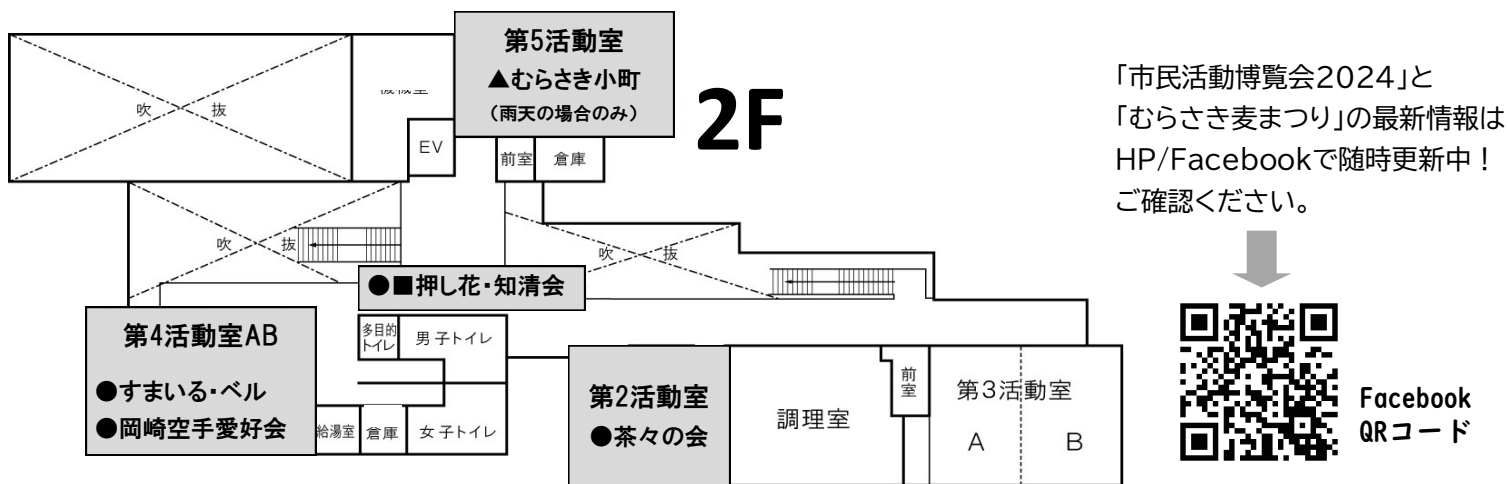 第5活動室
▲むらさき小町
(雨天の場合のみ)
2F
吹 抜
EV
前室
倉庫
吹 抜
吹 抜
●■押し花・知清会
第4活動室AB
●すまいる・ベル
●岡崎空手愛好会
多目的
トイレ
男子トイレ
給湯室
倉庫
女子トイレ
第2活動室
●茶々の会
調理室
前室
第3活動室
A
B
「市民活動博覧会2024」と
「むらさき麦まつり」の最新情報は
HP/Facebookで随時更新中！
ご確認ください。
Facebook
QRコード